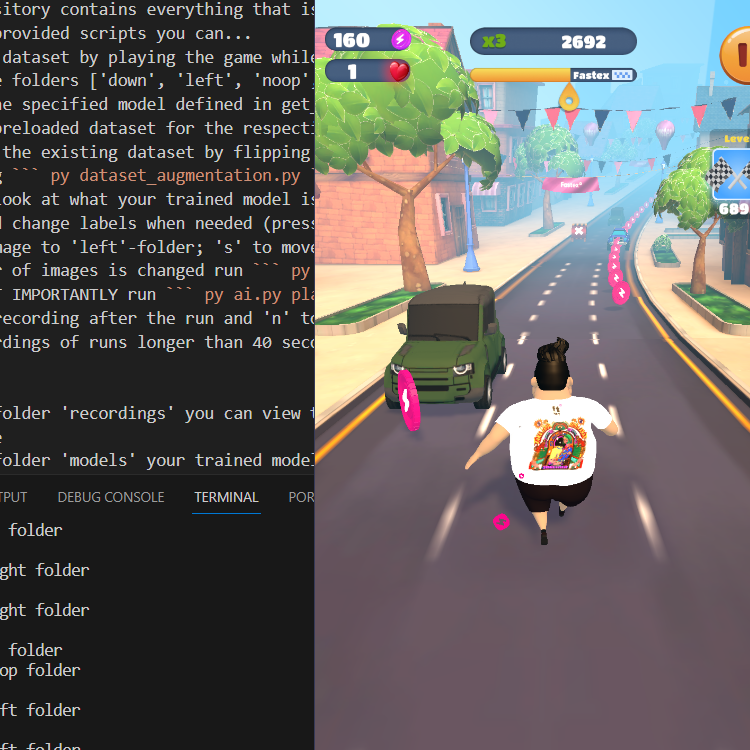 sitory contains everything that is
provided scripts you can...
dataset by playing the game while
e folders ['down', 'left', 'noop'
he specified model defined in get_
preloaded dataset for the respecti
the existing dataset by flipping
g ``` py dataset_augmentation.py
look at what your trained model is
d change labels when needed (press
mage to 'left'-folder; 's' to move
r of images is changed run ``` py
T IMPORTANTLY run ``` py ai.py pla
recording after the run and 'n' to
rdings of runs longer than 40 seco
folder 'recordings' you can view
e
folder 'models' your trained model
TPUT DEBUG CONSOLE TERMINAL POR
folder
ght folder
ght folder
folder
op folder
ft folder
ft folder
160
1
x3 2692
Fastex
Leve
689
Fastex